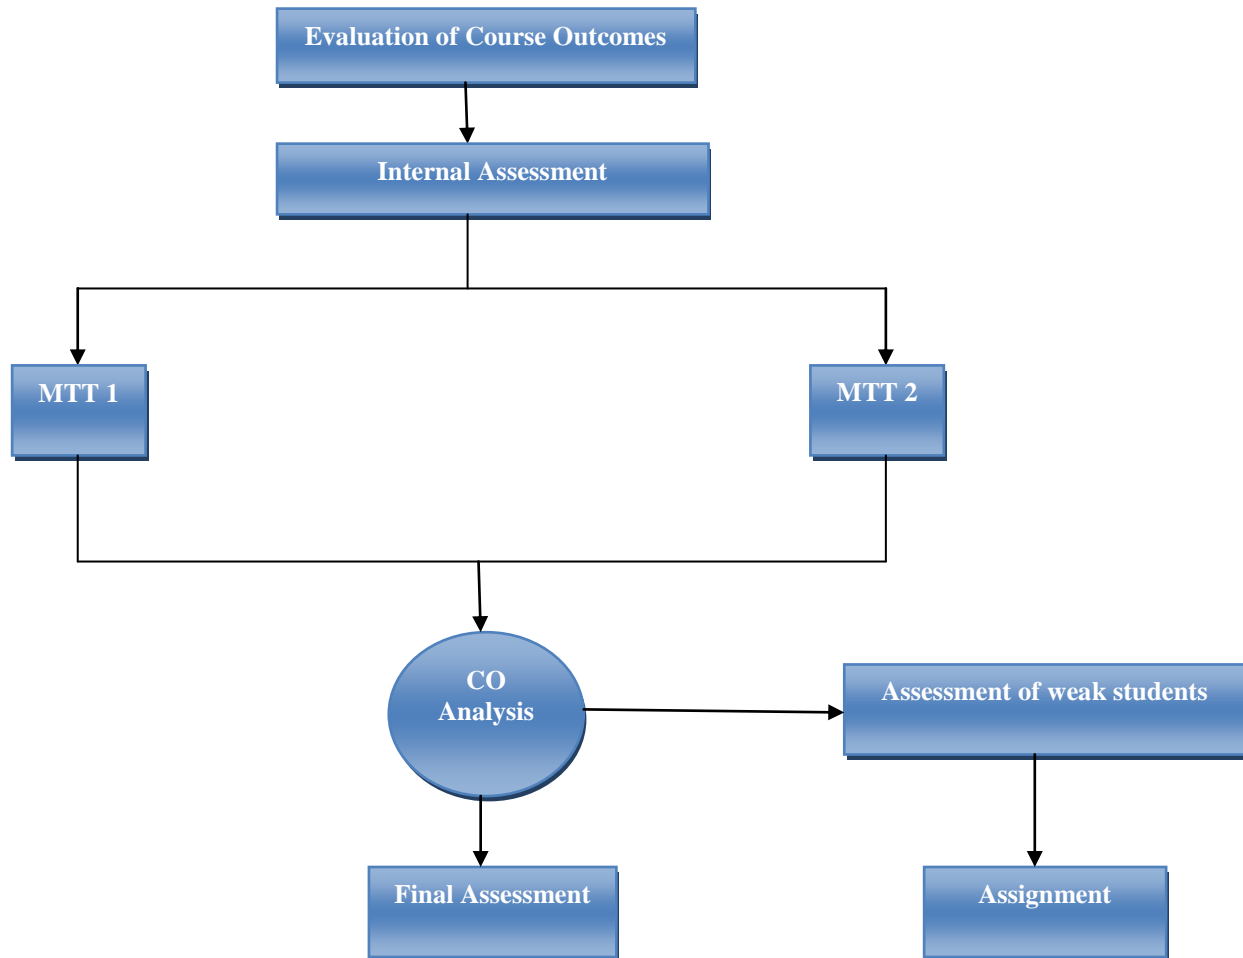 Evaluation of Course Outcomes
Internal Assessment
MTT 1
MTT 2
CO
Analysis
Assessment of weak students
Final Assessment
Assignment